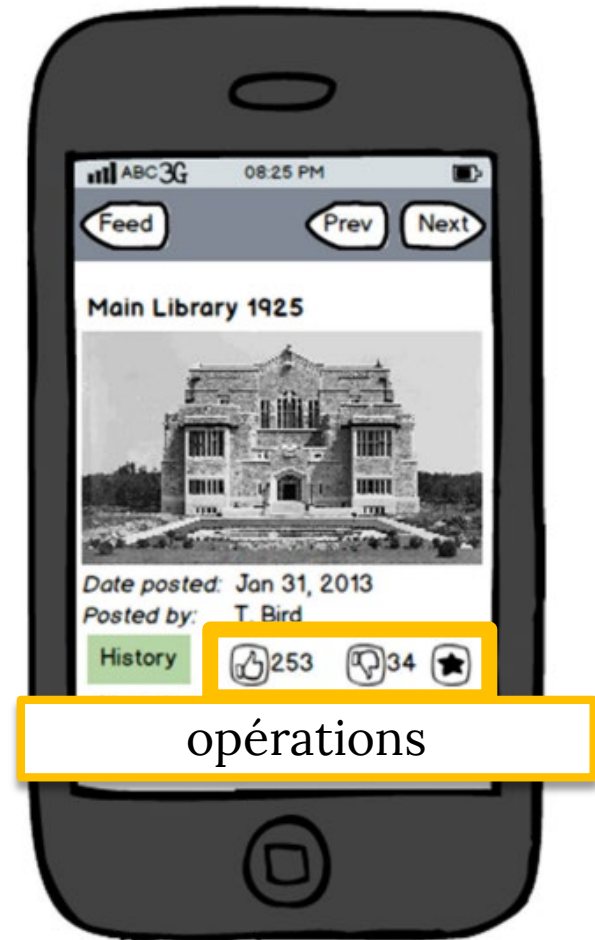 ABC 3G 08:25 PM
Feed Prev Next
Main Library 1925
Date posted: Jan 31, 2013
Posted by: T. Bird
History 253 34
opérations